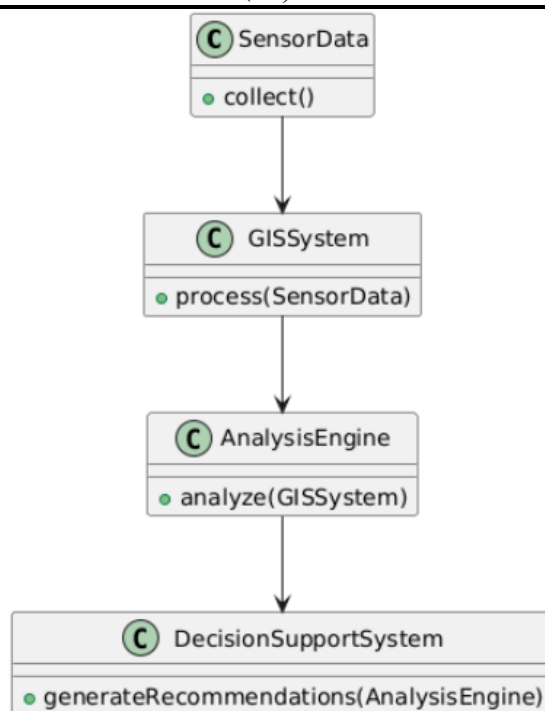 C SensorData
collect()
C GISSystem
process(SensorData)
C AnalysisEngine
analyze(GISSystem)
C DecisionSupportSystem
generateRecommendations(AnalysisEngine)